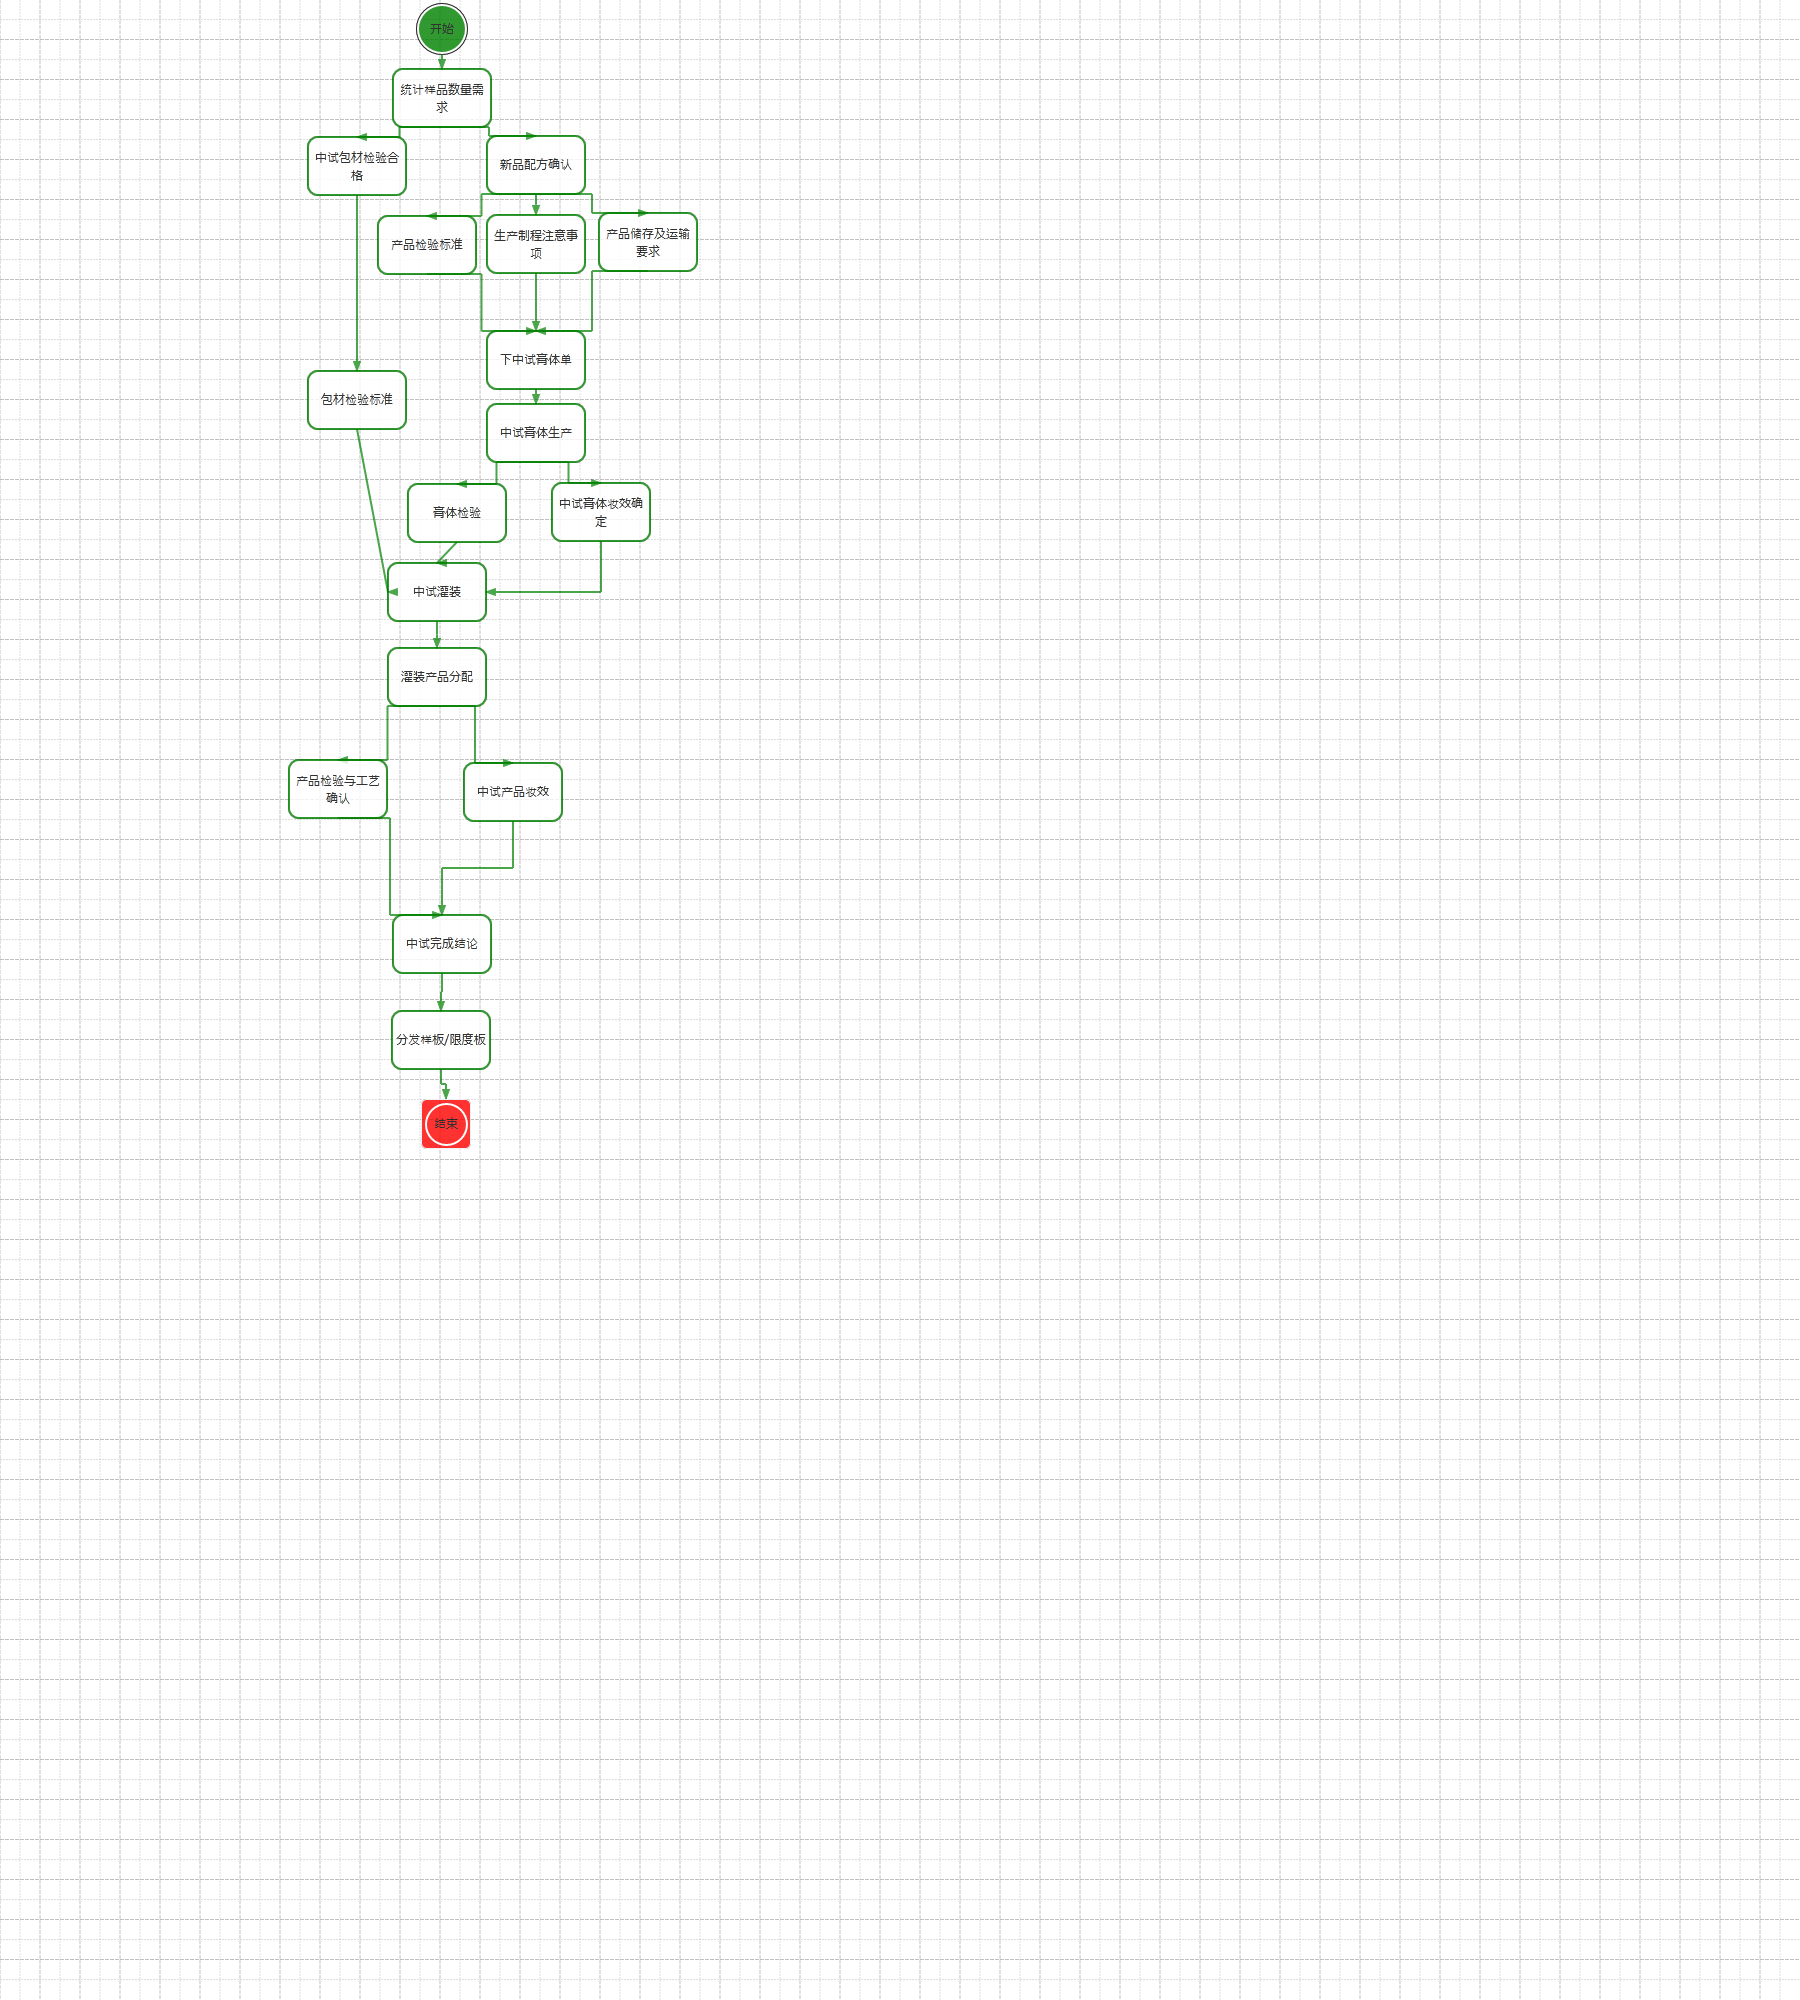 开始
统计样品数量需
求
中试包材检验合
格
新品配方确认
产品检验标准
生产制程注意事
项
产品储存及运输
要求
下中试膏体单
包材检验标准
中试膏体生产
膏体检验
中试膏体妆效确
定
中试灌装
灌装产品分配
产品检验与工艺
确认
中试产品妆效
中试完成结论
分发样板/限度板
结束